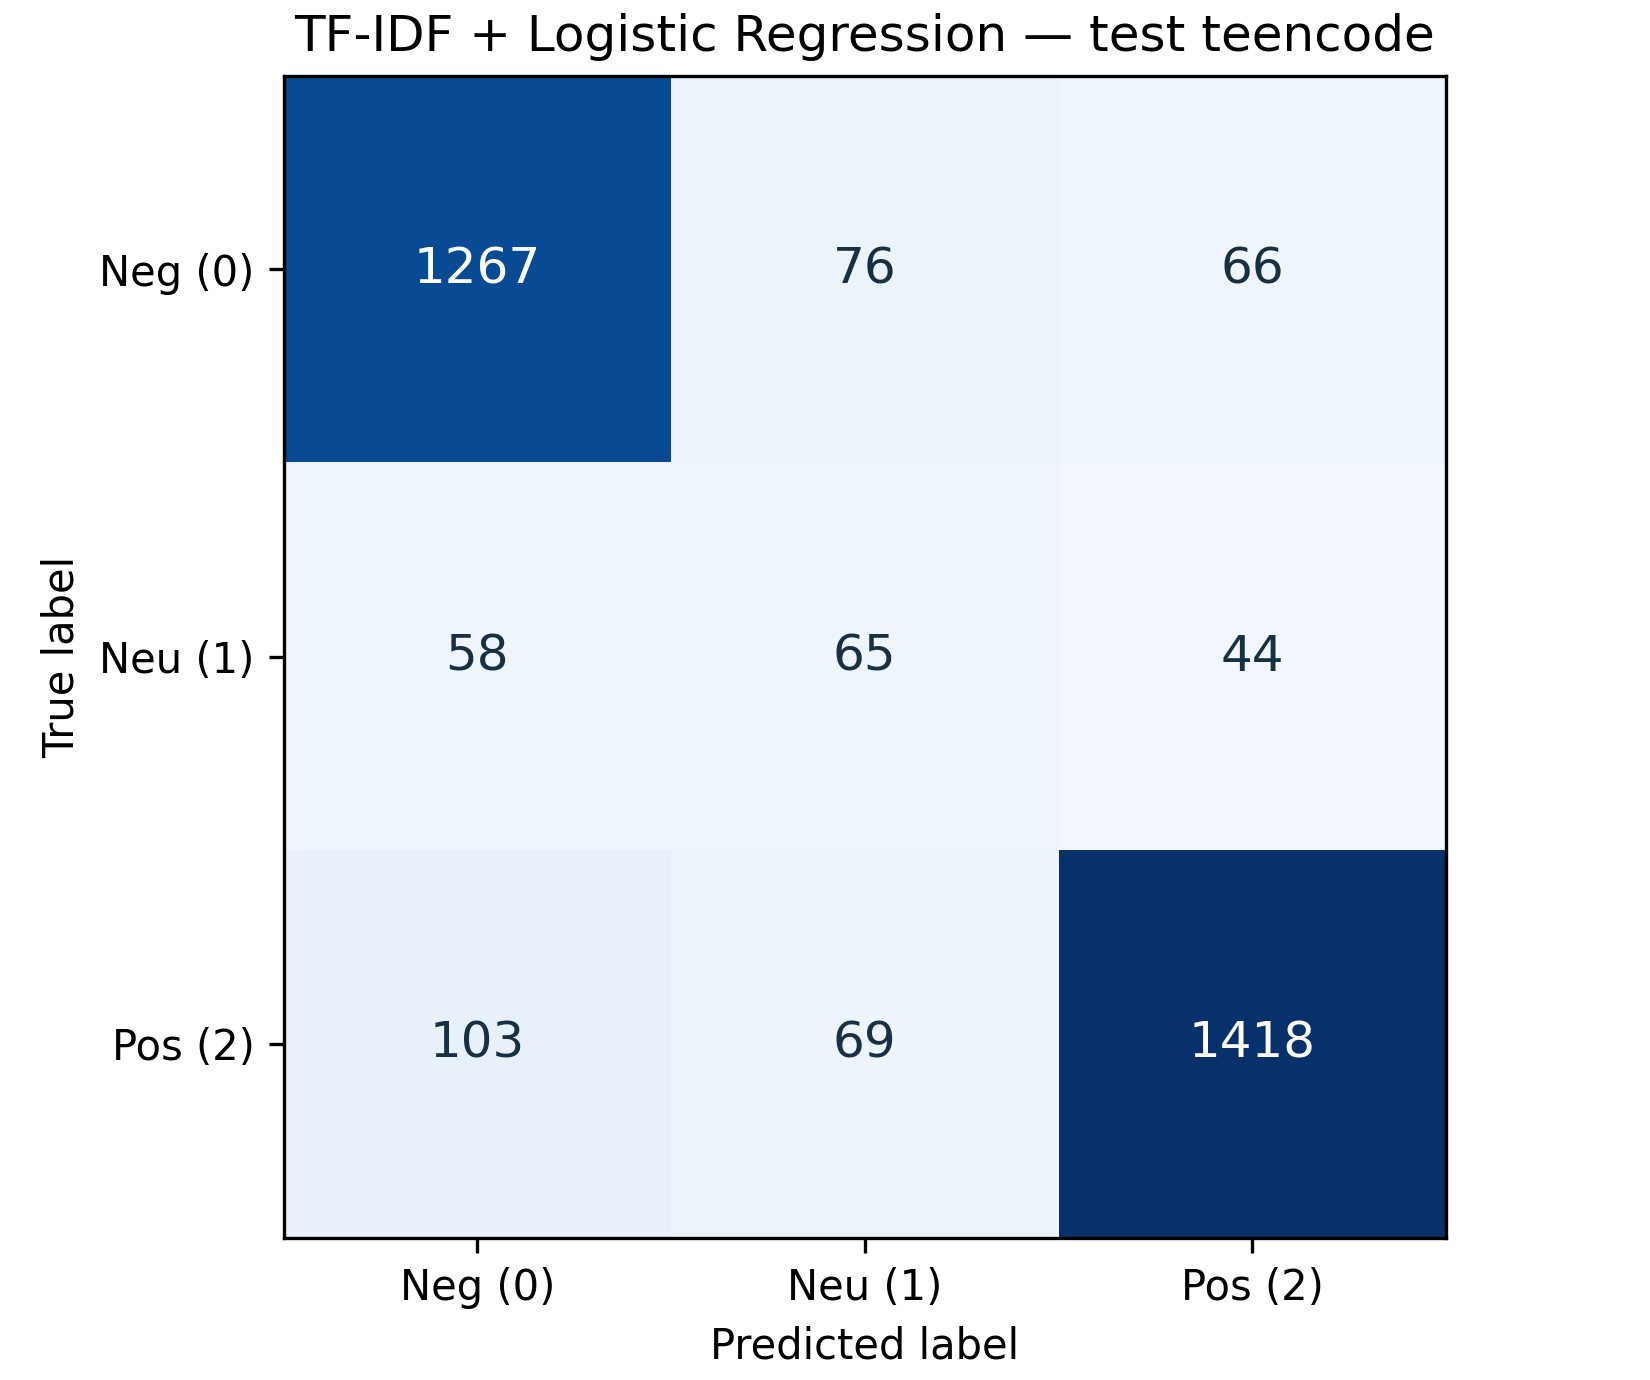 TF-IDF + Logistic Regression — test teencode
True label
Neg (0)
1267 76 66
Neu (1)
58 65 44
Pos (2)
103 69 1418
Neg (0) Neu (1) Pos (2)
Predicted label